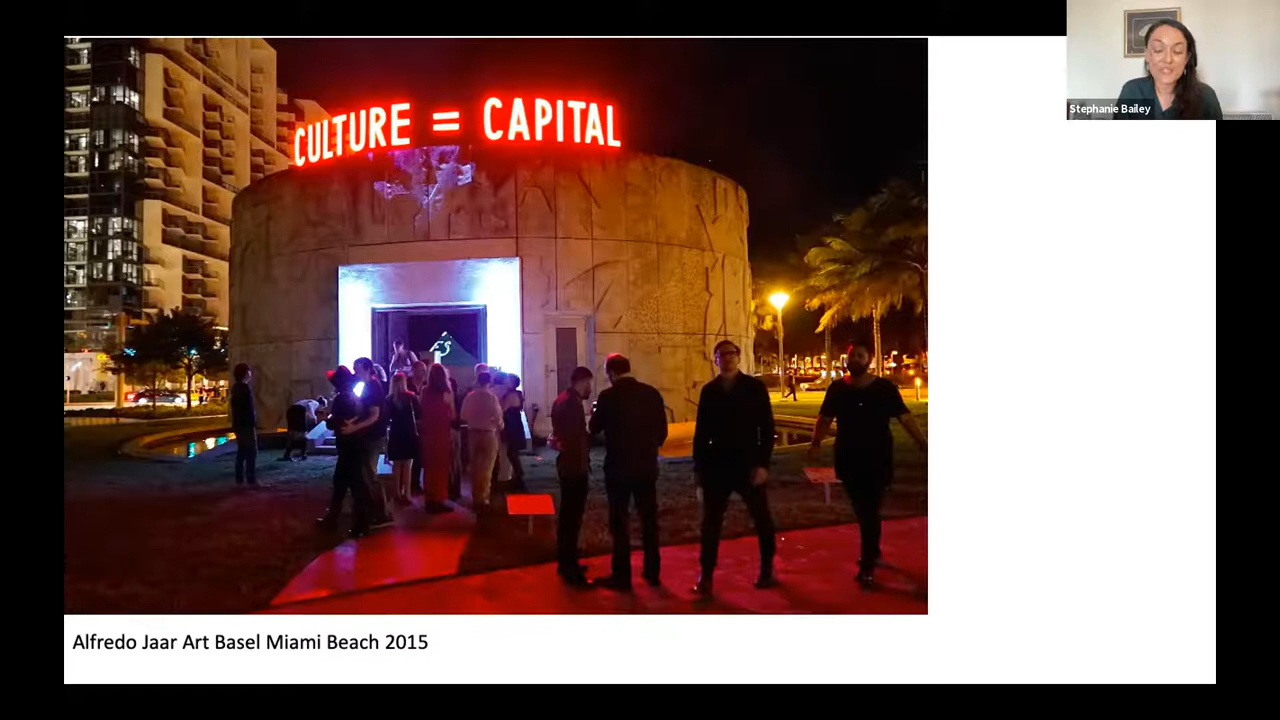 CULTURE = CAPITAL
Stephanie Bailey
Alfredo Jaar Art Basel Miami Beach 2015